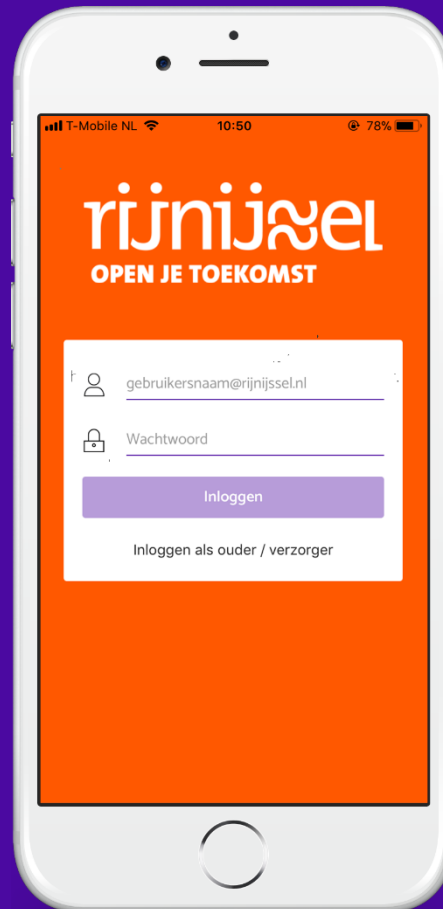 T-Mobile NL 10:50 78%
rijnijssel
OPEN JE TOEKOMST
gebruikersnaam@rijnijssel.nl
Wachtwoord
Inloggen
Inloggen als ouder / verzorger